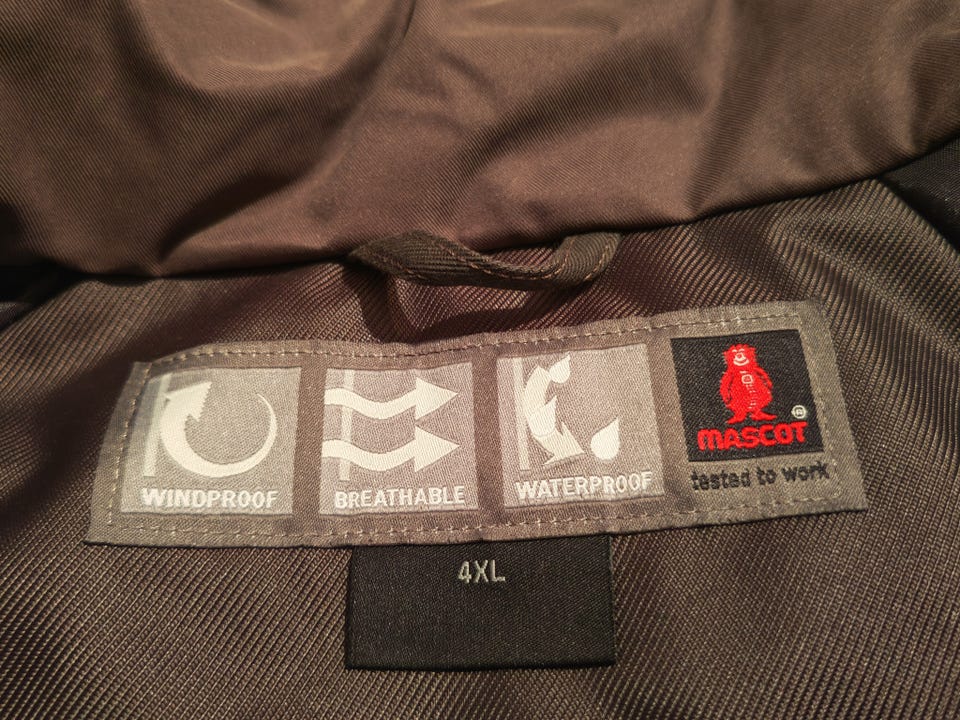 WINDPROOF
BREATHABLE
WATERPROOF
MASCOT®
tested to work
4XL